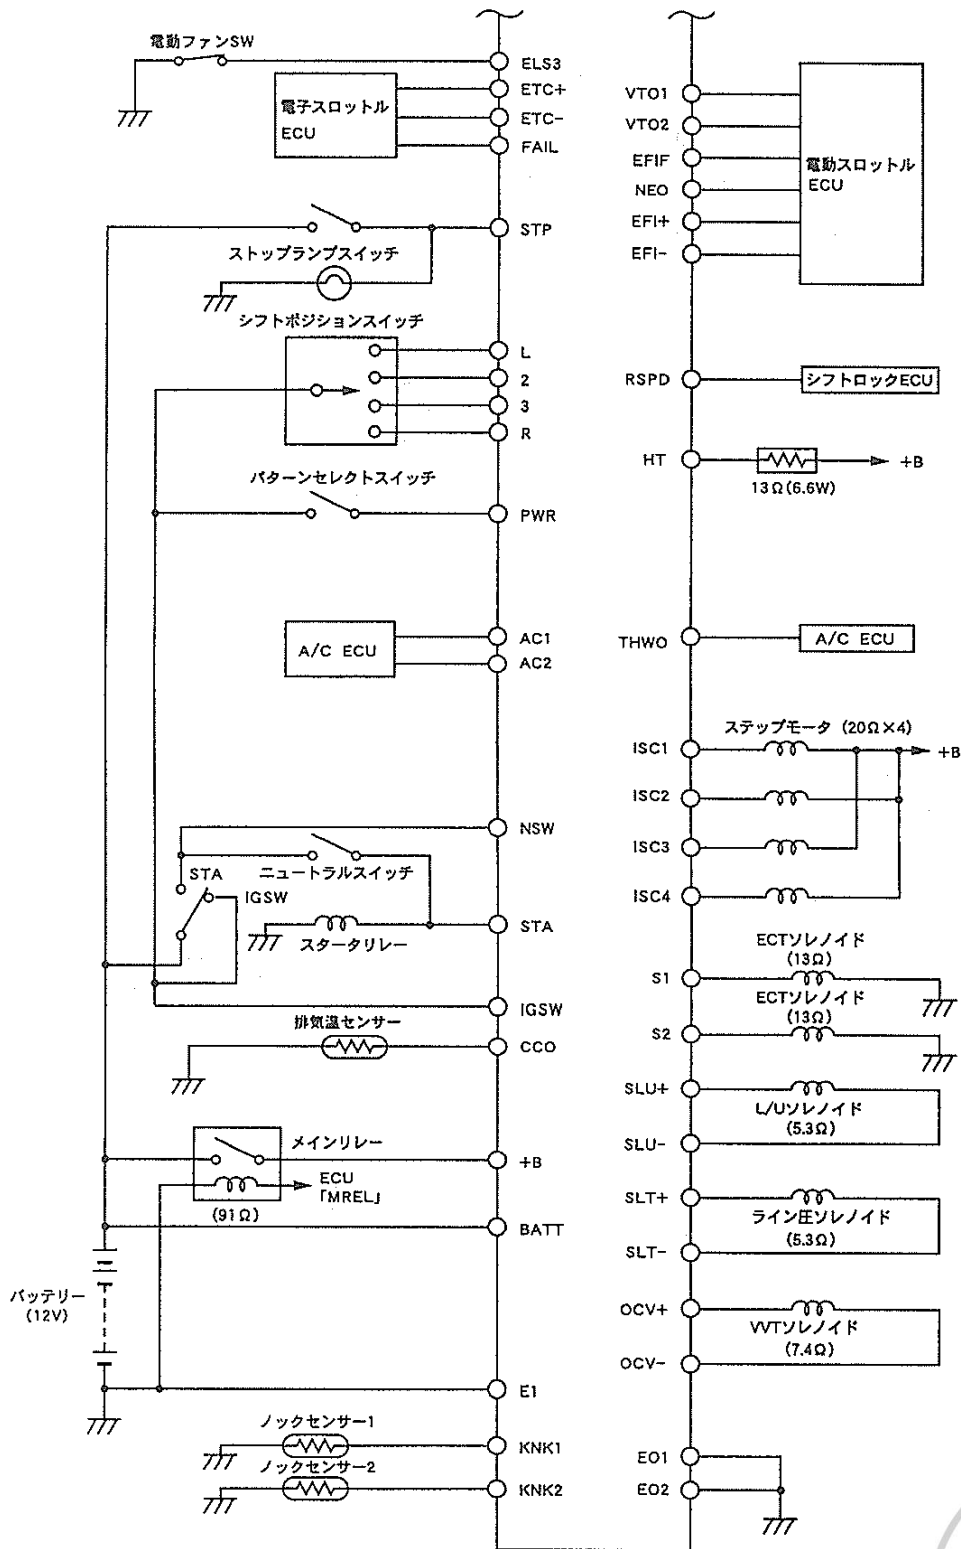 電動ファンSW
ELS3
電子スロットル
ECU
ETC+
ETC-
FAIL
STP
ストップランプスイッチ
シフトポジションスイッチ
L
2
3
R
パターンセレクトスイッチ
PWR
A/C ECU
AC1
AC2
NSW
STA
IGSW
ニュートラルスイッチ
STA
スタータリレー
IGSW
排気温センサー
CCO
メインリレー
+B
ECU
「MREL」
(91Ω)
BATT
バッテリー
(12V)
E1
ノックセンサー1
KNK1
ノックセンサー2
KNK2
VTO1
VTO2
EFIF
NEO
EFI+
EFI-
電動スロットル
ECU
RSPD
シフトロックECU
HT
+B
13Ω(6.6W)
THWO
A/C ECU
ステップモータ (20Ω×4)
ISC1
+B
ISC2
ISC3
ISC4
ECTソレノイド
(13Ω)
S1
ECTソレノイド
(13Ω)
S2
SLU+
L/Uソレノイド
(5.3Ω)
SLU-
SLT+
ライン圧ソレノイド
(5.3Ω)
SLT-
OCV+
VVTソレノイド
(7.4Ω)
OCV-
EO1
EO2